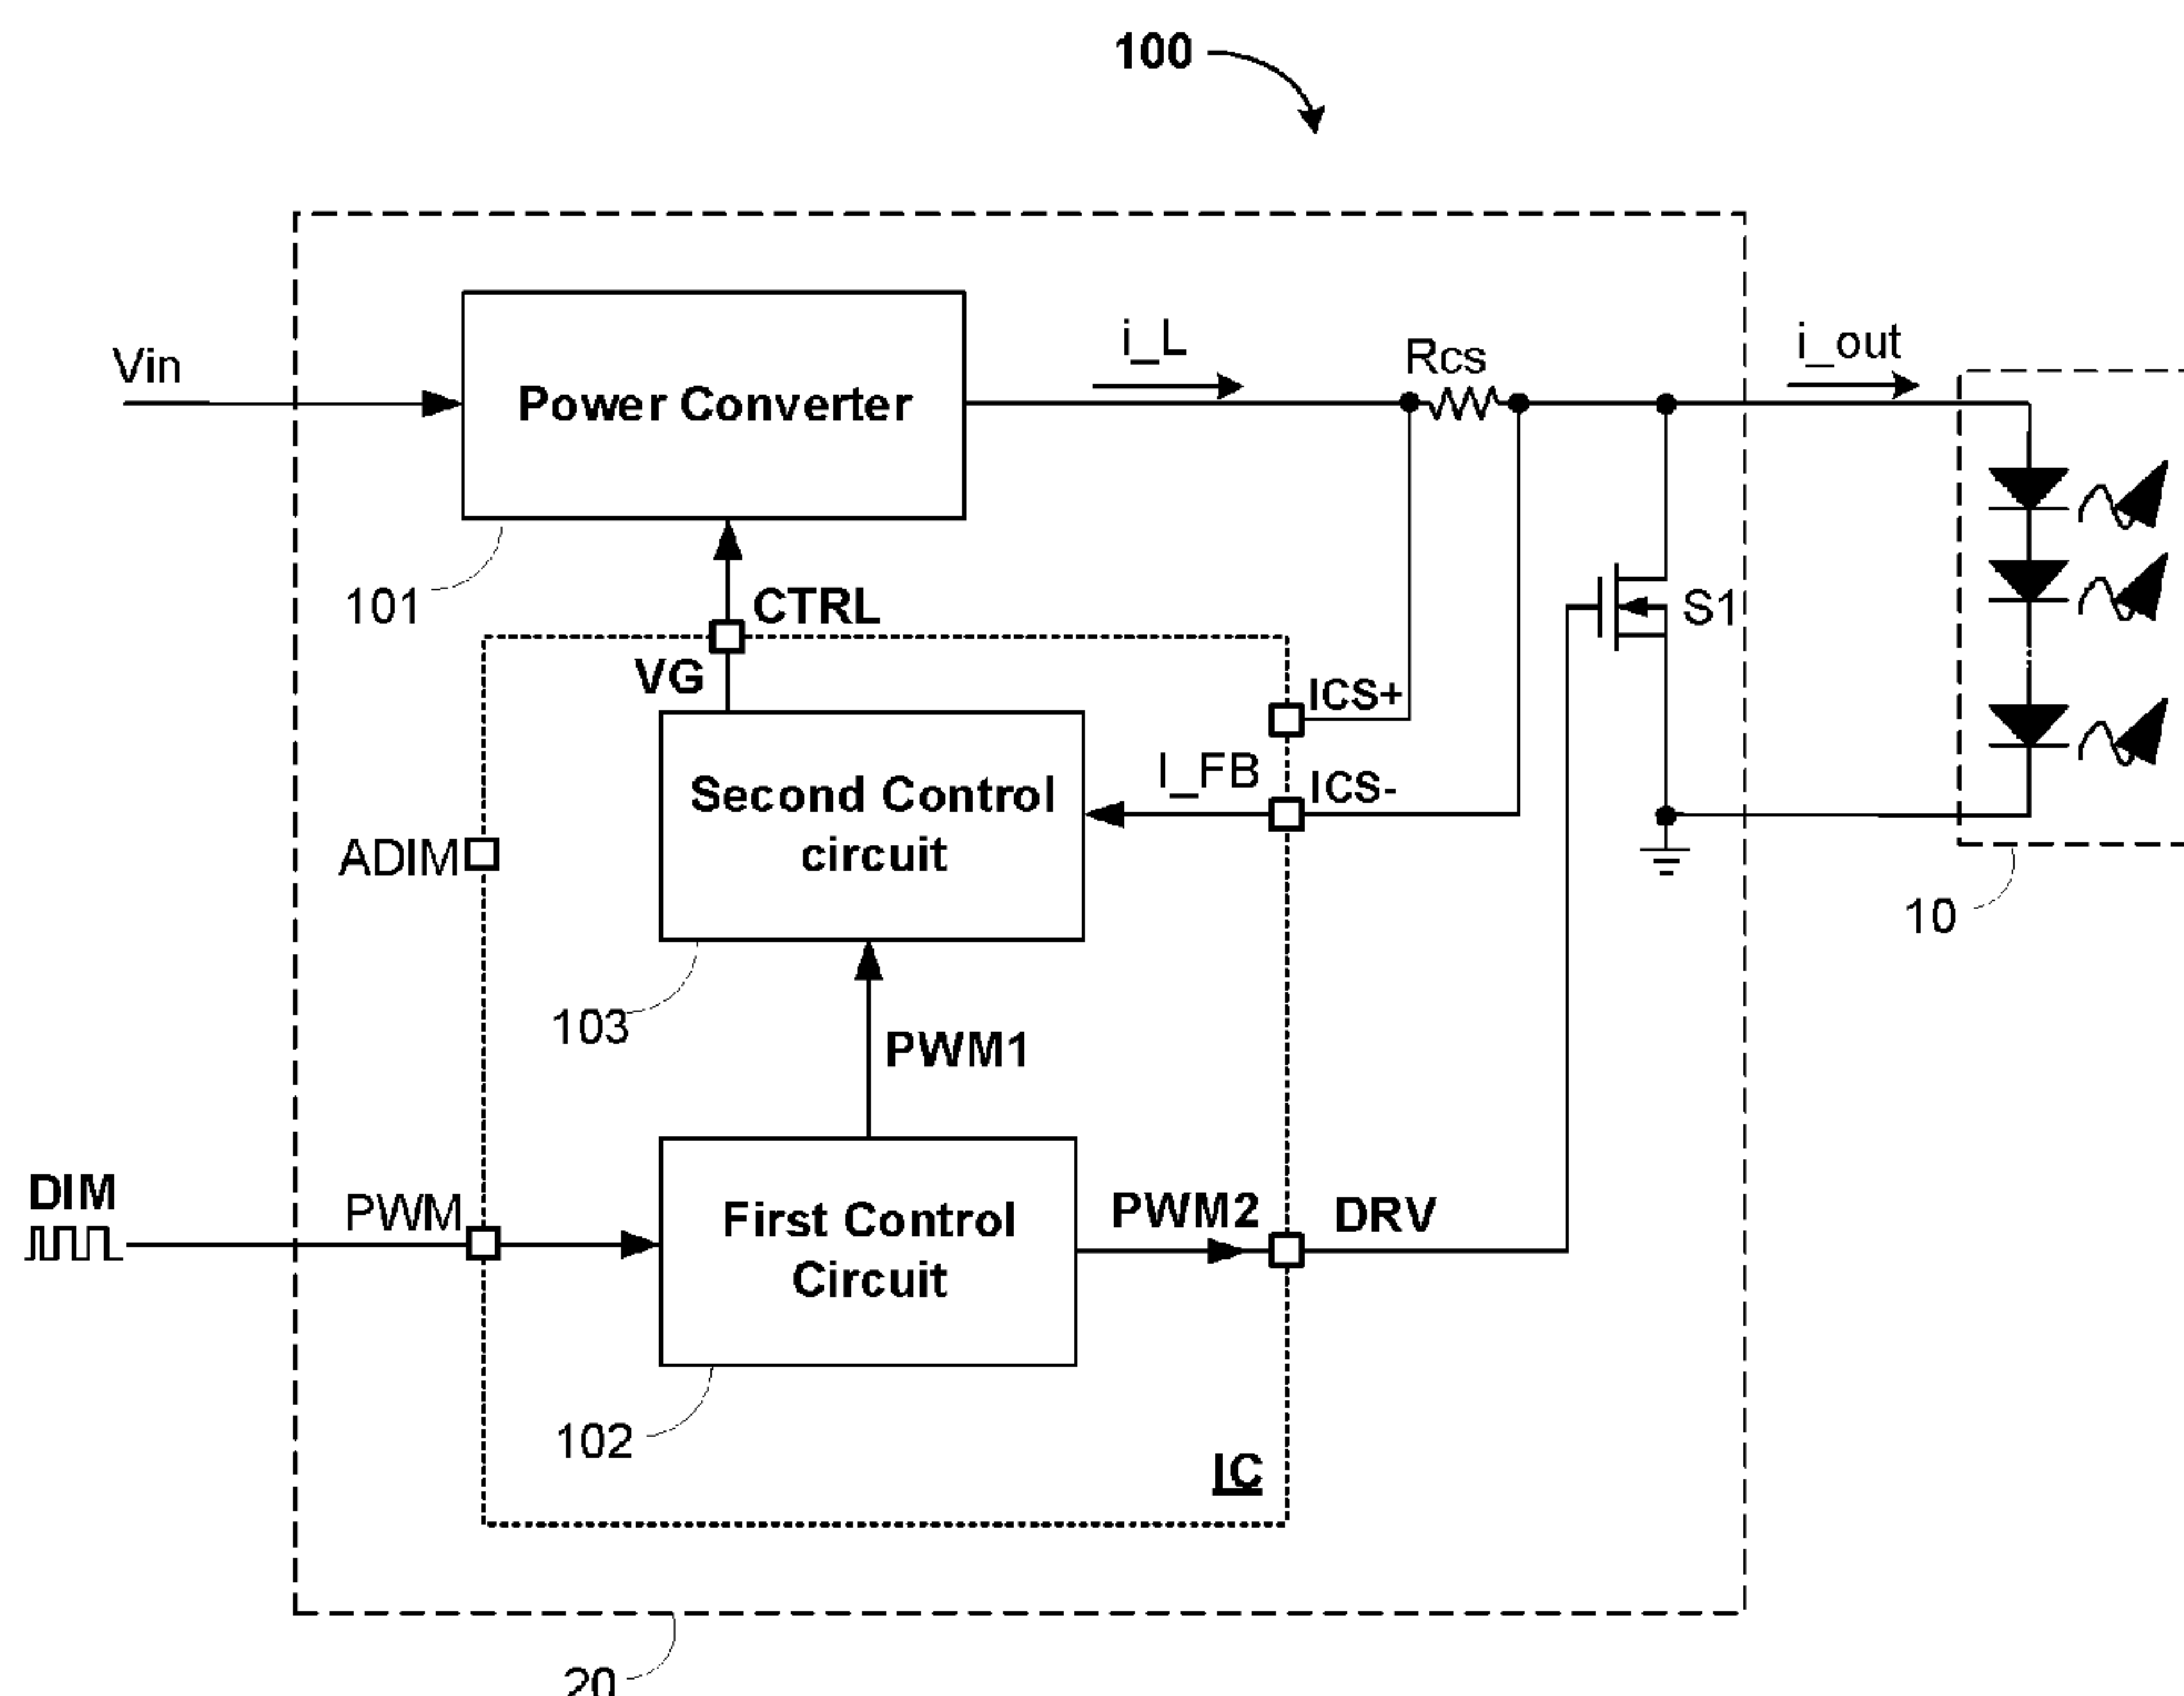 100
Vin
Power Converter
i_L
Rcs
i_out
101
CTRL
VG
S1
ICS+
I_FB
ICS-
Second Control
circuit
ADIM
10
103
PWM1
DIM
PWM
First Control
Circuit
PWM2
DRV
102
IC
20